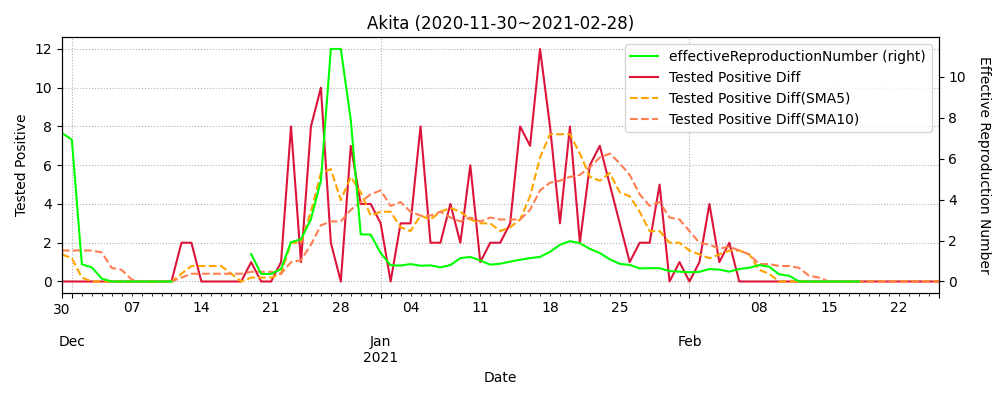 Akita (2020-11-30~2021-02-28)
effectiveReproductionNumber (right)
Tested Positive Diff
Tested Positive Diff(SMA5)
Tested Positive Diff(SMA10)
Tested Positive
12
10
8
6
4
2
0
10
8
6
4
2
0
Effective Reproduction Number
30 07 14 21 28 04 11 18 25 08 15 22
Dec Jan Feb
2021
Date